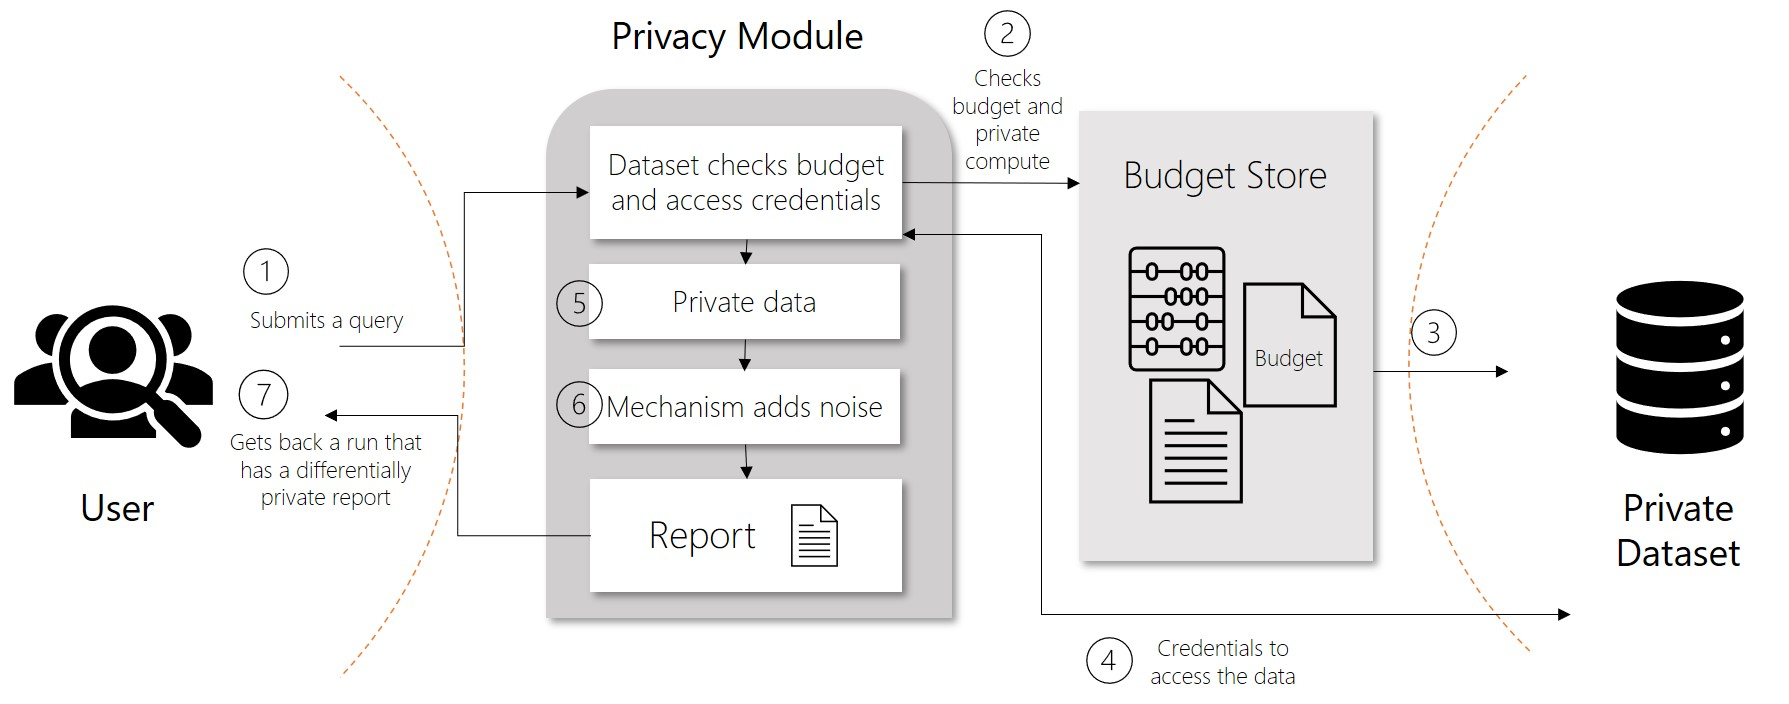 Privacy Module
2
Checks
budget and
private
compute
Dataset checks budget
and access credentials
Budget Store
1
Submits a query
5
Private data
3
Budget
7
Gets back a run that
has a differentially
private report
6
Mechanism adds noise
User
Report
Private
Dataset
4
Credentials to
access the data